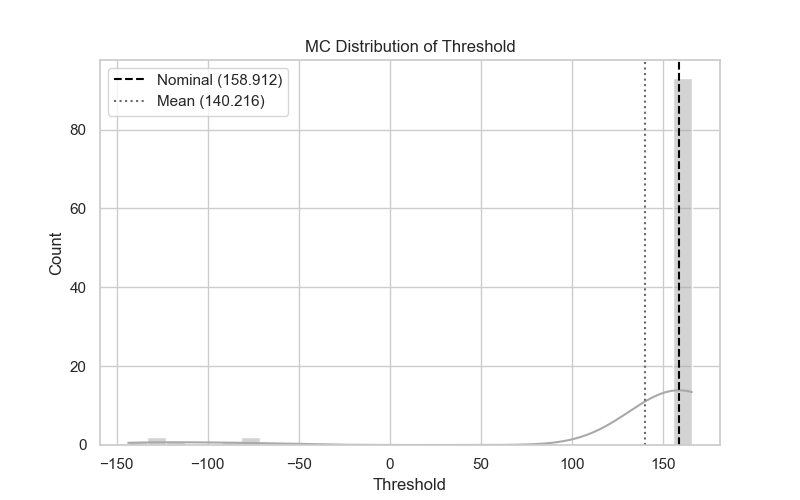 MC Distribution of Threshold
Nominal (158.912)
Mean (140.216)
Count
80
60
40
20
0
−150 −100 −50 0 50 100 150
Threshold